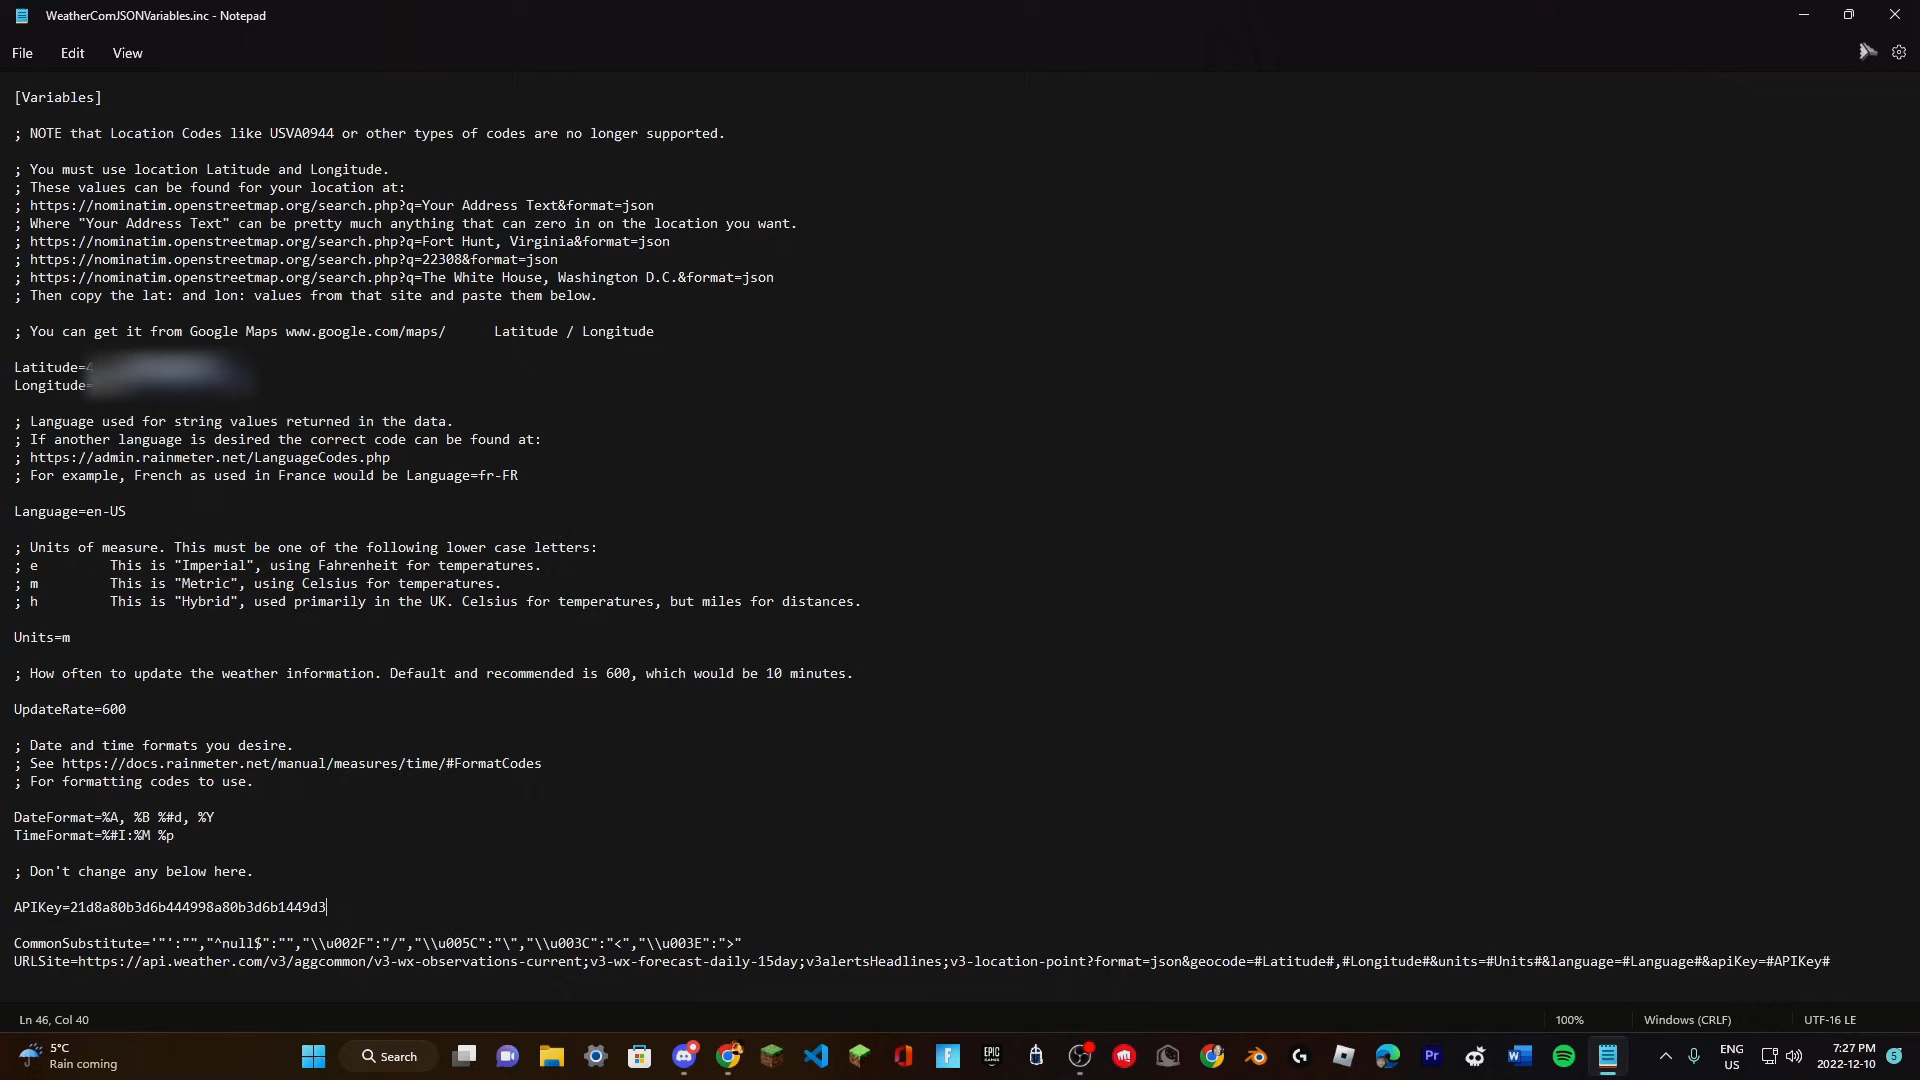 WeatherComJSONVariables.inc - Notepad
File Edit View
[Variables]
; NOTE that Location Codes like USVA0944 or other types of codes are no longer supported.
; You must use location Latitude and Longitude.
; These values can be found for your location at:
; https://nominatim.openstreetmap.org/search.php?q=Your Address Text&format=json
; Where "Your Address Text" can be pretty much anything that can zero in on the location you want.
; https://nominatim.openstreetmap.org/search.php?q=Fort Hunt, Virginia&format=json
; https://nominatim.openstreetmap.org/search.php?q=22308&format=json
; https://nominatim.openstreetmap.org/search.php?q=The White House, Washington D.C.&format=json
; Then copy the lat: and lon: values from that site and paste them below.
; You can get it from Google Maps www.google.com/maps/      Latitude / Longitude
Latitude=4
Longitude=
; Language used for string values returned in the data.
; If another language is desired the correct code can be found at:
; https://admin.rainmeter.net/LanguageCodes.php
; For example, French as used in France would be Language=fr-FR
Language=en-US
; Units of measure. This must be one of the following lower case letters:
; e         This is "Imperial", using Fahrenheit for temperatures.
; m         This is "Metric", using Celsius for temperatures.
; h         This is "Hybrid", used primarily in the UK. Celsius for temperatures, but miles for distances.
Units=m
; How often to update the weather information. Default and recommended is 600, which would be 10 minutes.
UpdateRate=600
; Date and time formats you desire.
; See https://docs.rainmeter.net/manual/measures/time/#FormatCodes
; For formatting codes to use.
DateFormat=%A, %B %#d, %Y
TimeFormat=%#I:%M %p
; Don't change any below here.
APIKey=21d8a80b3d6b444998a80b3d6b1449d3
CommonSubstitute='"':"","^null$":"","\\u002F":"/","\\u005C":"\","\\u003C":"<","\\u003E":">"
URLSite=https://api.weather.com/v3/aggcommon/v3-wx-observations-current;v3-wx-forecast-daily-15day;v3alertsHeadlines;v3-location-point?format=json&geocode=#Latitude#,#Longitude#&units=#Units#&language=#Language#&apiKey=#APIKey#
Ln 46, Col 40 100% Windows (CRLF) UTF-16 LE
5°C
Rain coming
Search
EPIC
GAMES
Pr
ENG
US
7:27 PM
2022-12-10
5